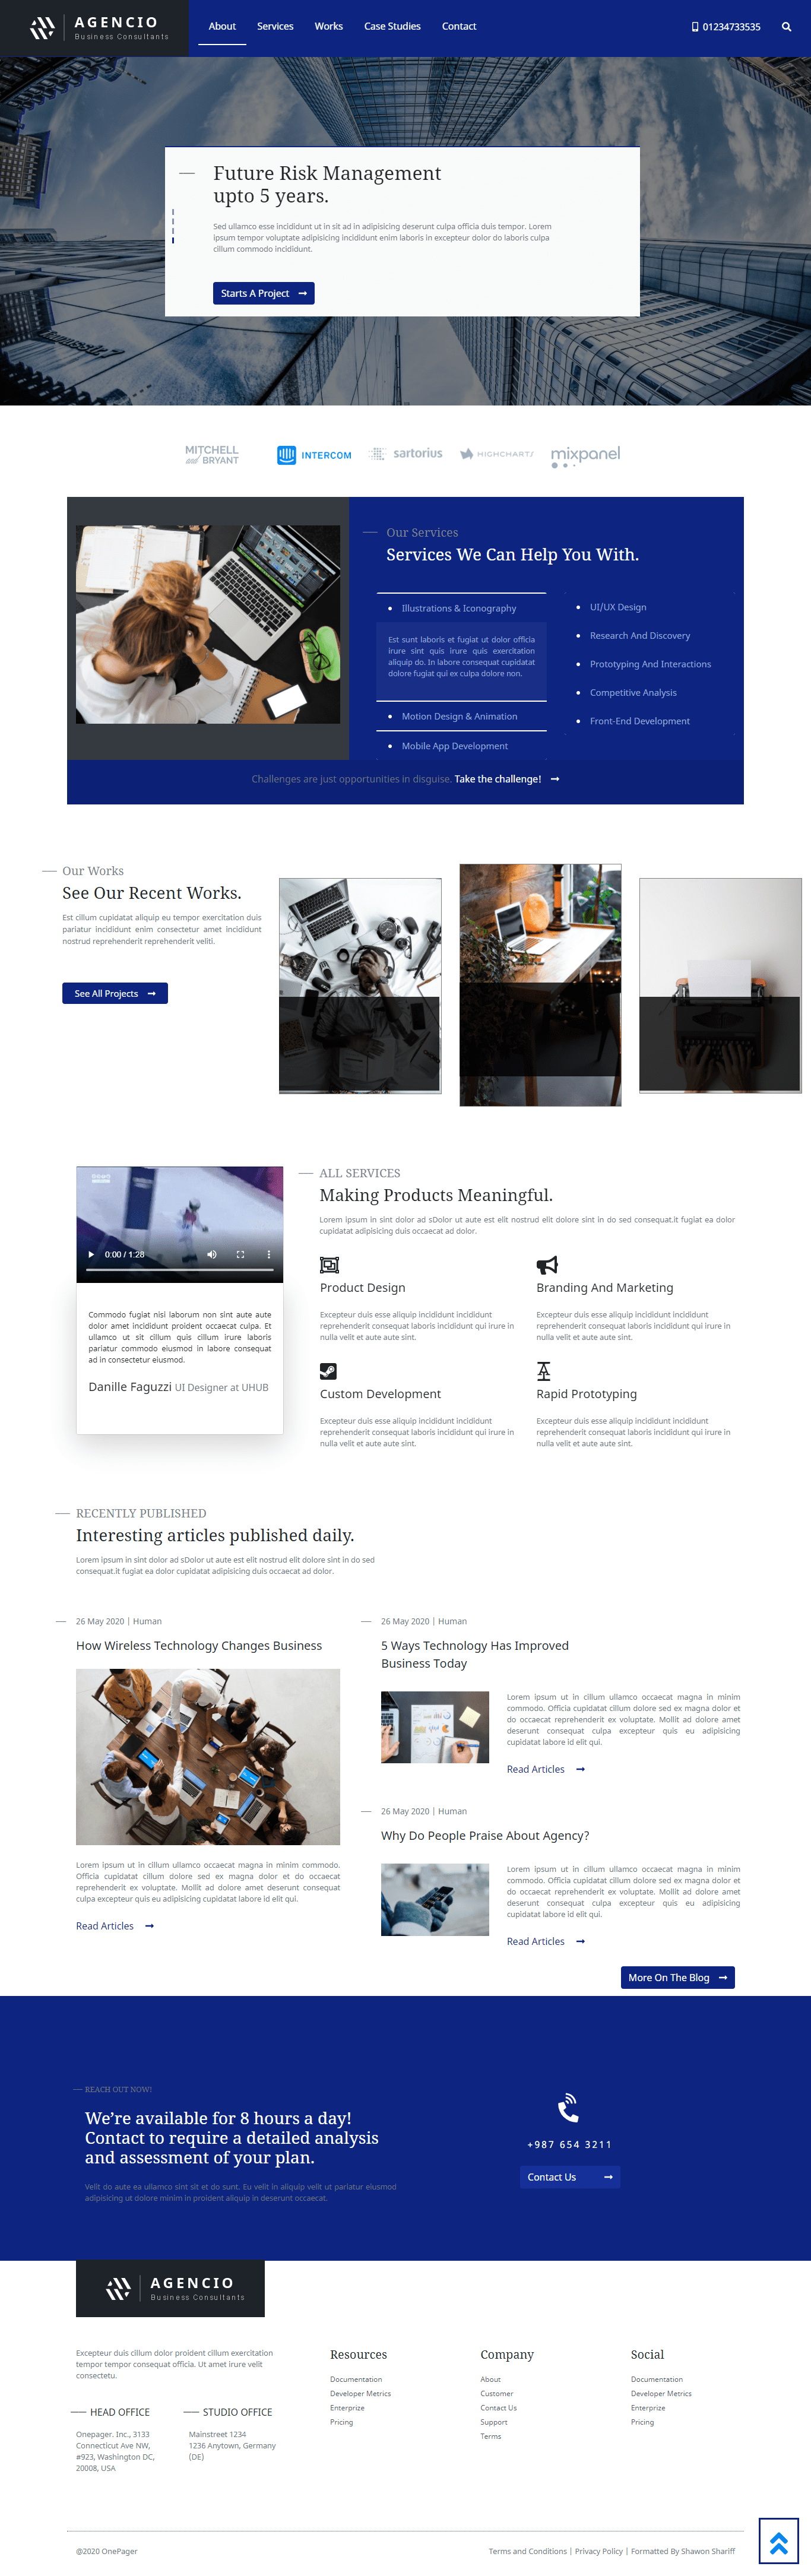 AGENCIO
Business Consultants
About
Services
Works
Case Studies
Contact
01234733535
Future Risk Management
upto 5 years.
Sed ullamco esse incididunt ut in sit ad in adipisicing deserunt culpa officia duis tempor. Lorem
ipsum tempor voluptate adipisicing incididunt enim laboris in excepteur dolor do laboris culpa
cillum commodo incididunt.
Starts A Project
MITCHELL
and BRYANT
INTERCOM
sartorius
HIGHCHARTS
mixpanel
Our Services
Services We Can Help You With.
Illustrations & Iconography
Est sunt laboris et fugiat ut dolor officia
irure sint quis irure quis exercitation
aliquip do. In labore consequat cupidatat
dolore fugiat qui ex culpa dolore non.
Motion Design & Animation
Mobile App Development
UI/UX Design
Research And Discovery
Prototyping And Interactions
Competitive Analysis
Front-End Development
Challenges are just opportunities in disguise. Take the challenge!
Our Works
See Our Recent Works.
Est cillum cupidatat aliquip eu tempor exercitation duis
pariatur incididunt enim consectetur amet incididunt
nostrud reprehenderit reprehenderit veliti.
See All Projects
0:00 / 1:28
Commodo fugiat nisi laborum non sint aute aute
dolor amet incididunt proident occaecat culpa. Et
ullamco ut sit cillum quis cillum irure laboris
pariatur commodo eiusmod in labore consequat
ad in consectetur eiusmod.
Danille Faguzzi UI Designer at UHUB
ALL SERVICES
Making Products Meaningful.
Lorem ipsum in sint dolor ad sDolor ut aute est elit nostrud elit dolore sint in do sed consequat.it fugiat ea dolor
cupidatat adipisicing duis occaecat ad dolor.
Product Design
Excepteur duis esse aliquip incididunt incididunt
reprehenderit consequat laboris incididunt qui irure in
nulla velit et aute aute sint.
Branding And Marketing
Excepteur duis esse aliquip incididunt incididunt
reprehenderit consequat laboris incididunt qui irure in
nulla velit et aute aute sint.
Custom Development
Excepteur duis esse aliquip incididunt incididunt
reprehenderit consequat laboris incididunt qui irure in
nulla velit et aute aute sint.
Rapid Prototyping
Excepteur duis esse aliquip incididunt incididunt
reprehenderit consequat laboris incididunt qui irure in
nulla velit et aute aute sint.
RECENTLY PUBLISHED
Interesting articles published daily.
Lorem ipsum in sint dolor ad sDolor ut aute est elit nostrud elit dolore sint in do sed
consequat.it fugiat ea dolor cupidatat adipisicing duis occaecat ad dolor.
26 May 2020 | Human
How Wireless Technology Changes Business
Lorem ipsum ut in cillum ullamco occaecat magna in minim commodo.
Officia cupidatat cillum dolore sed ex magna dolor et do occaecat
reprehenderit ex voluptate. Mollit ad dolore amet deserunt consequat
culpa excepteur quis eu adipisicing cupidatat labore id elit qui.
Read Articles
26 May 2020 | Human
5 Ways Technology Has Improved
Business Today
Lorem ipsum ut in cillum ullamco occaecat magna in minim
commodo. Officia cupidatat cillum dolore sed ex magna dolor et
do occaecat reprehenderit ex voluptate. Mollit ad dolore amet
deserunt consequat culpa excepteur quis eu adipisicing
cupidatat labore id elit qui.
Read Articles
26 May 2020 | Human
Why Do People Praise About Agency?
Lorem ipsum ut in cillum ullamco occaecat magna in minim
commodo. Officia cupidatat cillum dolore sed ex magna dolor et
do occaecat reprehenderit ex voluptate. Mollit ad dolore amet
deserunt consequat culpa excepteur quis eu adipisicing
cupidatat labore id elit qui.
Read Articles
More On The Blog
REACH OUT NOW!
We're available for 8 hours a day!
Contact to require a detailed analysis
and assessment of your plan.
Velit do aute ea ullamco sint sit et do sunt. Eu velit in aliquip velit ut pariatur eiusmod
adipisicing ut dolore minim in proident aliquip in deserunt occaecat.
+987 654 3211
Contact Us
AGENCIO
Business Consultants
Excepteur duis cillum dolor proident cillum exercitation
tempor tempor consequat officia. Ut amet irure velit
consectetu.
HEAD OFFICE
Onepager. Inc., 3133
Connecticut Ave NW,
#923, Washington DC,
20008, USA
STUDIO OFFICE
Mainstreet 1234
1236 Anytown, Germany
(DE)
Resources
Documentation
Developer Metrics
Enterprize
Pricing
Company
About
Customer
Contact Us
Support
Terms
Social
Documentation
Developer Metrics
Enterprize
Pricing
@2020 OnePager
Terms and Conditions | Privacy Policy | Formatted By Shawon Shariff